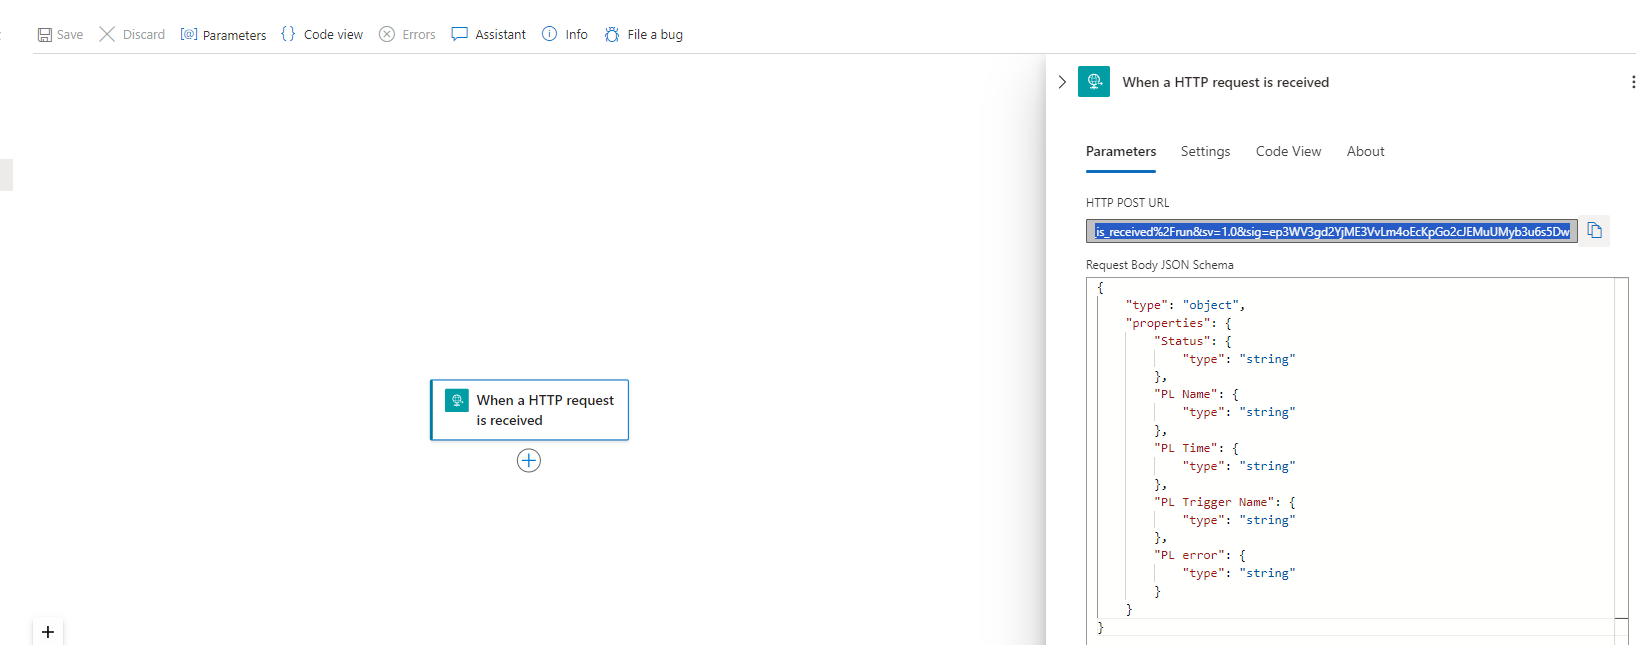 Save Discard Parameters Code view Errors Assistant Info File a bug
When a HTTP request is received
Parameters Settings Code View About
HTTP POST URL
is_received%2Frun&sv=1.0&sig=ep3WV3gd2YjME3VvLm4oEcKpGo2cJEMuUMyb3u6s5Dw
Request Body JSON Schema
{
"type": "object",
"properties": {
"Status": {
"type": "string"
},
"PL Name": {
"type": "string"
},
"PL Time": {
"type": "string"
},
"PL Trigger Name": {
"type": "string"
},
"PL error": {
"type": "string"
}
}
}
When a HTTP request
is received